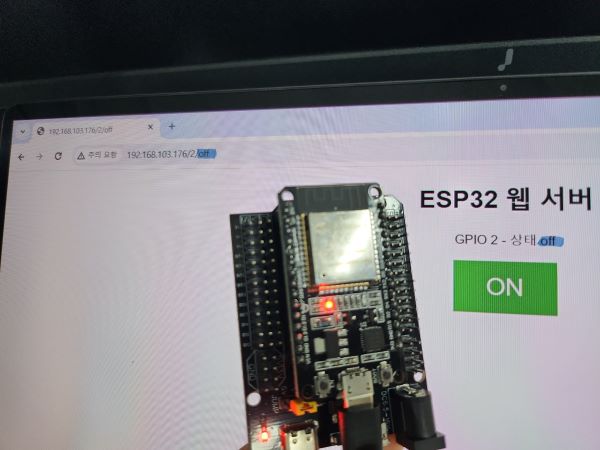 192.168.103.176/2/off
주의 요함 192.168.103.176/2/off
ESP32 웹 서버
GPIO 2 - 상태 off
ON